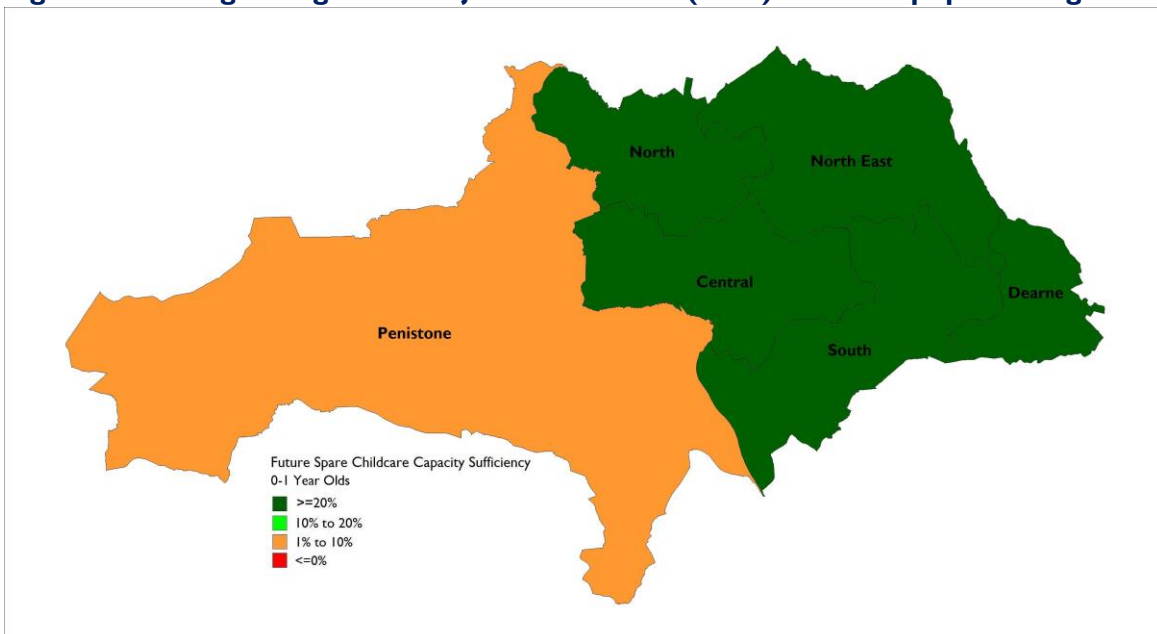 North
North East
Central
Dearne
Penistone
South
Future Spare Childcare Capacity Sufficiency
0-1 Year Olds
>=20%
10% to 20%
1% to 10%
<=0%